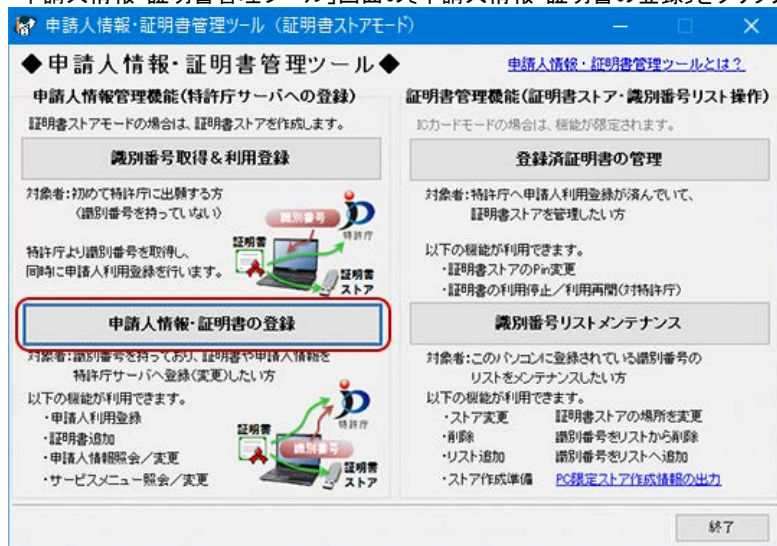 申請人情報・証明書管理ツール（証明書ストアモード）
◆申請人情報・証明書管理ツール◆
申請人情報・証明書管理ツールとは？
申請人情報管理機能(特許庁サーバへの登録)
証明書ストアモードの場合は、証明書ストアを作成します。
識別番号取得＆利用登録
対象者：初めて特許庁に出願する方
（識別番号を持っていない）
特許庁より識別番号を取得し、
同時に申請人利用登録を行います。
識別番号
特許庁
証明書
証明書
ストア
申請人情報・証明書の登録
対象者：識別番号を持っており、証明書や申請人情報を
特許庁サーバへ登録(変更)したい方
以下の機能が利用できます。
・申請人利用登録
・証明書追加
・申請人情報照会／変更
・サービスメニュー照会／変更
特許庁
証明書
識別番号
証明書
ストア
証明書管理機能(証明書ストア・識別番号リスト操作)
ICカードモードの場合は、機能が限定されます。
登録済証明書の管理
対象者：特許庁へ申請人利用登録が済んでいて、
証明書ストアを管理したい方
以下の機能が利用できます。
・証明書ストアのPin変更
・証明書の利用停止／利用再開(対特許庁)
識別番号リストメンテナンス
対象者：このパソコンに登録されている識別番号の
リストをメンテナンスしたい方
以下の機能が利用できます。
・ストア変更　証明書ストアの場所を変更
・削除　識別番号をリストから削除
・リスト追加　識別番号をリストへ追加
・ストア作成準備　PC限定ストア作成情報の出力
終了